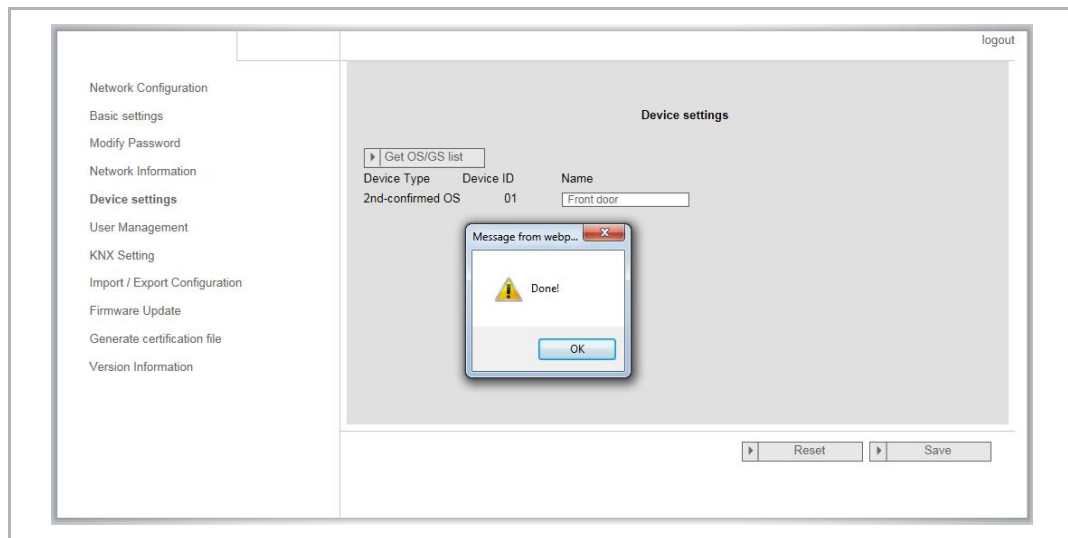 logout
Network Configuration
Basic settings
Modify Password
Network Information
Device settings
User Management
KNX Setting
Import / Export Configuration
Firmware Update
Generate certification file
Version Information
Device settings
Get OS/GS list
Device Type Device ID Name
2nd-confirmed OS 01 Front door
Message from webp...
Done!
OK
Reset Save